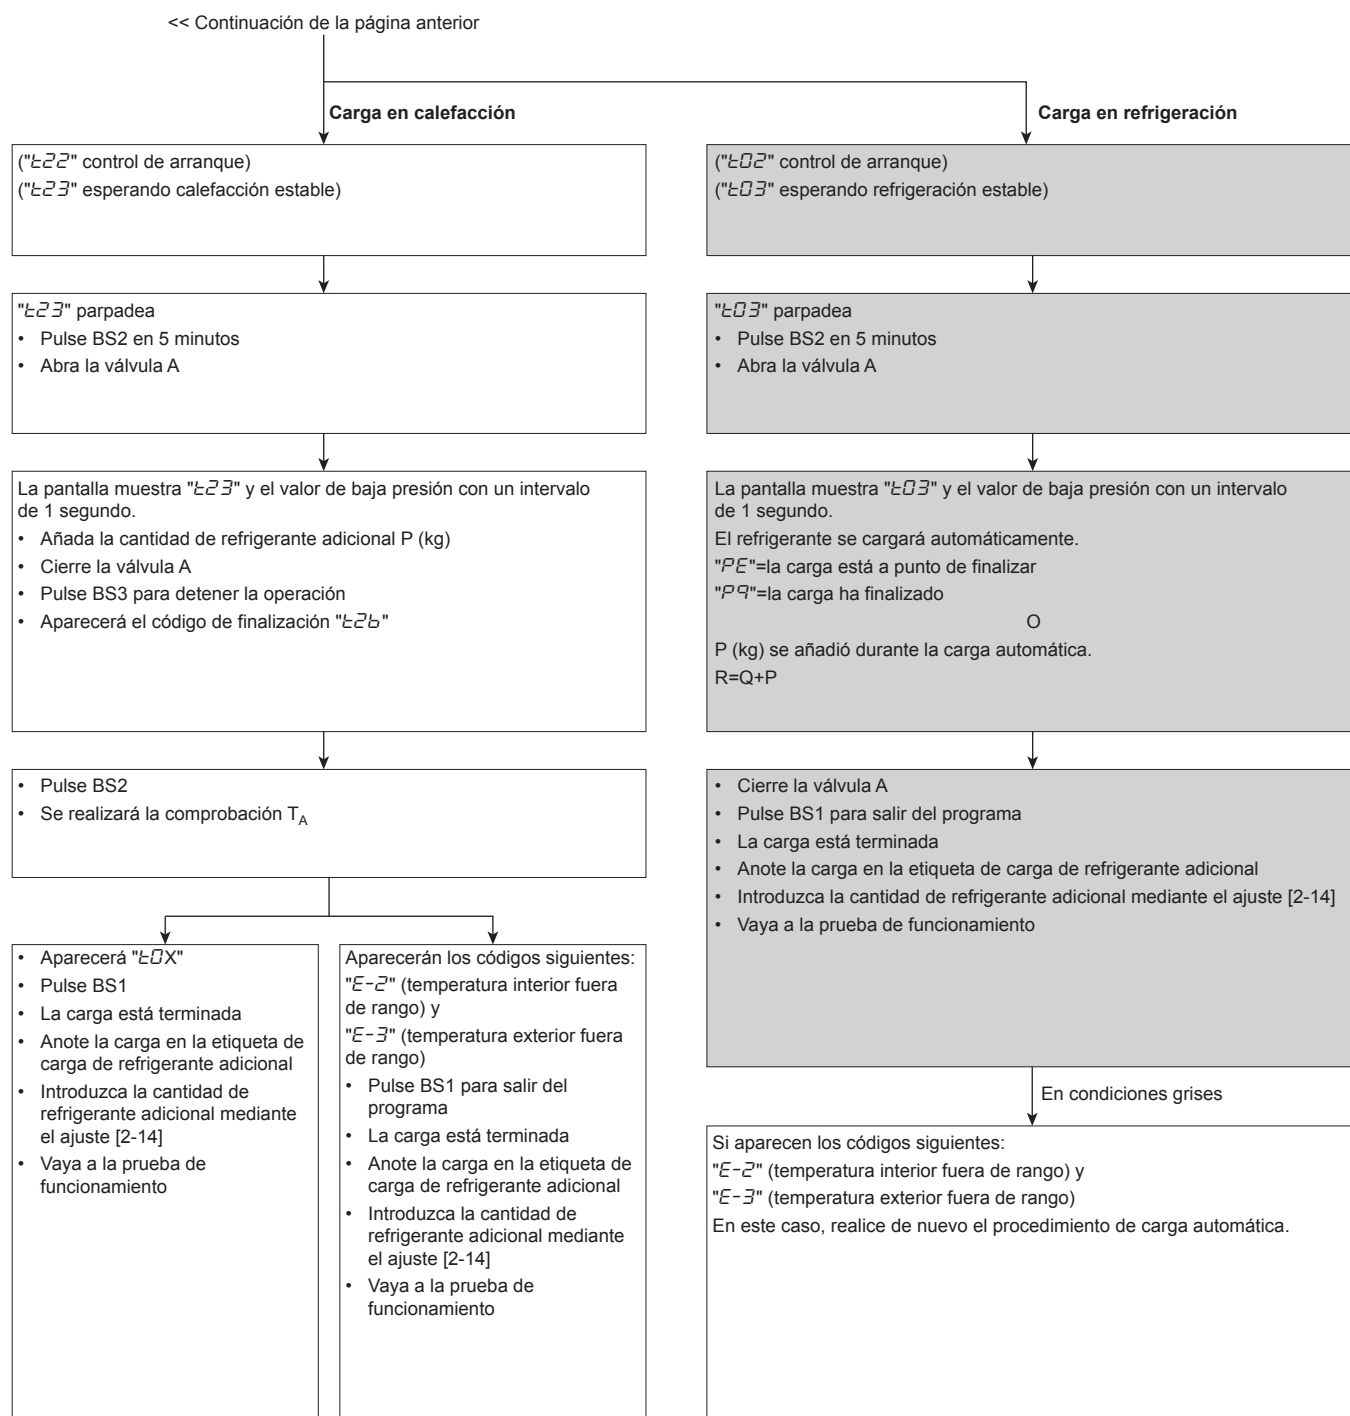 << Continuación de la página anterior
Carga en calefacción
("t22" control de arranque)
("t23" esperando calefacción estable)
"t23" parpadea
• Pulse BS2 en 5 minutos
• Abra la válvula A
La pantalla muestra "t23" y el valor de baja presión con un intervalo
de 1 segundo.
• Añada la cantidad de refrigerante adicional P (kg)
• Cierre la válvula A
• Pulse BS3 para detener la operación
• Aparecerá el código de finalización "t2b"
• Pulse BS2
• Se realizará la comprobación TA
• Aparecerá "t0X"
• Pulse BS1
• La carga está terminada
• Anote la carga en la etiqueta de
carga de refrigerante adicional
• Introduzca la cantidad de
refrigerante adicional mediante
el ajuste [2-14]
• Vaya a la prueba de
funcionamiento
Aparecerán los códigos siguientes:
"E-2" (temperatura interior fuera
de rango) y
"E-3" (temperatura exterior fuera
de rango)
• Pulse BS1 para salir del
programa
• La carga está terminada
• Anote la carga en la etiqueta de
carga de refrigerante adicional
• Introduzca la cantidad de
refrigerante adicional mediante
el ajuste [2-14]
• Vaya a la prueba de
funcionamiento
Carga en refrigeración
("t02" control de arranque)
("t03" esperando refrigeración estable)
"t03" parpadea
• Pulse BS2 en 5 minutos
• Abra la válvula A
La pantalla muestra "t03" y el valor de baja presión con un intervalo
de 1 segundo.
El refrigerante se cargará automáticamente.
"PE"=la carga está a punto de finalizar
"P9"=la carga ha finalizado
O
P (kg) se añadió durante la carga automática.
R=Q+P
• Cierre la válvula A
• Pulse BS1 para salir del programa
• La carga está terminada
• Anote la carga en la etiqueta de carga de refrigerante adicional
• Introduzca la cantidad de refrigerante adicional mediante el ajuste [2-14]
• Vaya a la prueba de funcionamiento
En condiciones grises
Si aparecen los códigos siguientes:
"E-2" (temperatura interior fuera de rango) y
"E-3" (temperatura exterior fuera de rango)
En este caso, realice de nuevo el procedimiento de carga automática.